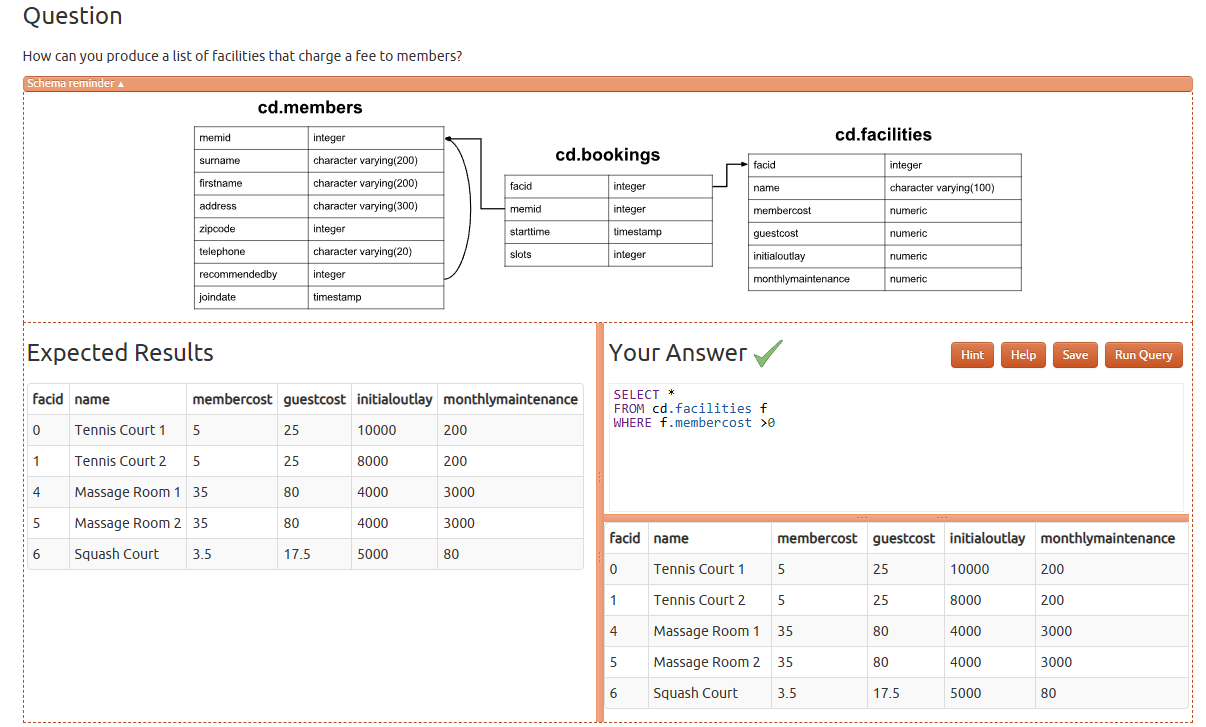 Question
How can you produce a list of facilities that charge a fee to members?
Schema reminder ▲
cd.members
memid integer
surname character varying(200)
firstname character varying(200)
address character varying(300)
zipcode integer
telephone character varying(20)
recommendedby integer
joindate timestamp
cd.bookings
facid integer
memid integer
starttime timestamp
slots integer
cd.facilities
facid integer
name character varying(100)
membercost numeric
guestcost numeric
initialoutlay numeric
monthlymaintenance numeric
Expected Results
facid name membercost guestcost initialoutlay monthlymaintenance
0 Tennis Court 1 5 25 10000 200
1 Tennis Court 2 5 25 8000 200
4 Massage Room 1 35 80 4000 3000
5 Massage Room 2 35 80 4000 3000
6 Squash Court 3.5 17.5 5000 80
Your Answer
Hint Help Save Run Query
SELECT *
FROM cd.facilities f
WHERE f.membercost >0
facid name membercost guestcost initialoutlay monthlymaintenance
0 Tennis Court 1 5 25 10000 200
1 Tennis Court 2 5 25 8000 200
4 Massage Room 1 35 80 4000 3000
5 Massage Room 2 35 80 4000 3000
6 Squash Court 3.5 17.5 5000 80